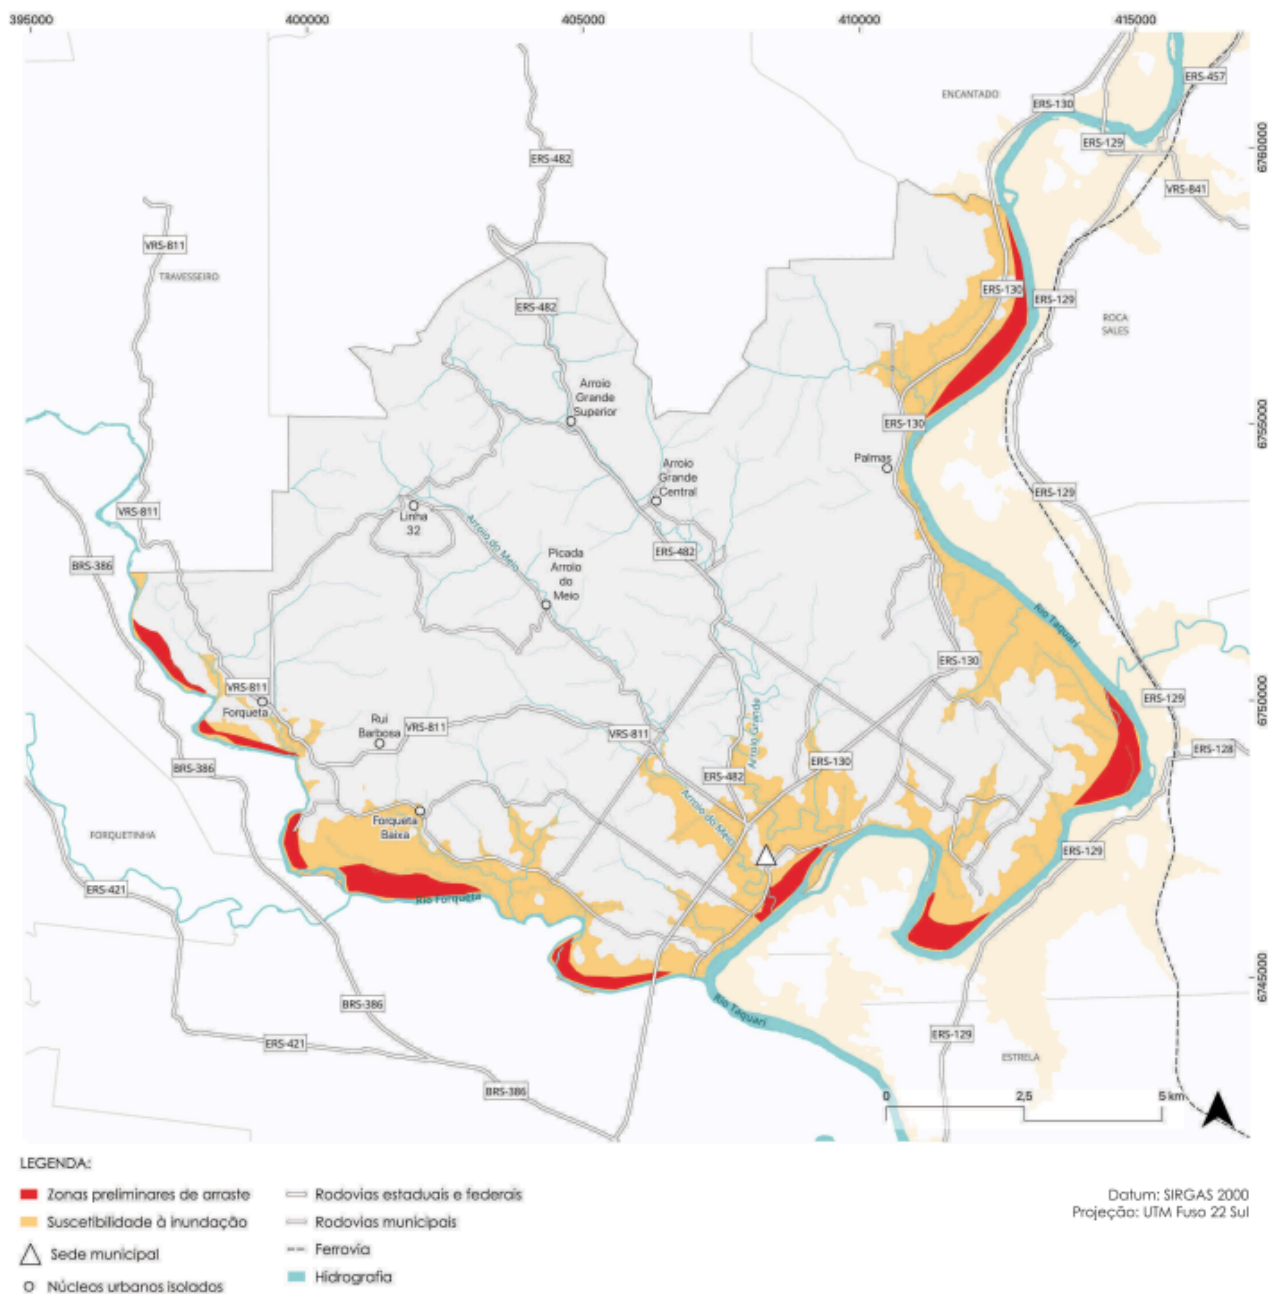 395000
400000
405000
410000
415000
ERS-457
ENCANTADO
ERS-130
ERS-129
6760000
ERS-482
VRS-841
VRS-811
TRAVESSEIRO
ERS-130
ERS-129
ERS-482
ROCA
SALES
Arroio
Grande
Superior
ERS-130
6755000
Palmas
Arroio
Grande
Central
ERS-129
VRS-811
Linha
32
Arroio do Meio
ERS-482
BRS-386
Picada
Arroio
do
Meio
Rio Taquari
ERS-130
VRS-811
Forqueta
ERS-129
6750000
Rui
Barbosa
VRS-811
VRS-811
Arroio Grande
ERS-128
BRS-386
ERS-482
ERS-130
Arroio do Meio
Forqueta
Baixa
FORQUETINHA
ERS-129
ERS-421
Rio Forqueta
6745000
BRS-386
Rio Taquari
ERS-421
ERS-129
ESTRELA
BRS-386
0
2,5
5 km
LEGENDA:
Zonas preliminares de arraste
Suscetibilidade à inundação
Sede municipal
Núcleos urbanos isolados
Rodovias estaduais e federais
Rodovias municipais
Ferrovia
Hidrografia
Datum: SIRGAS 2000
Projeção: UTM Fuso 22 Sul